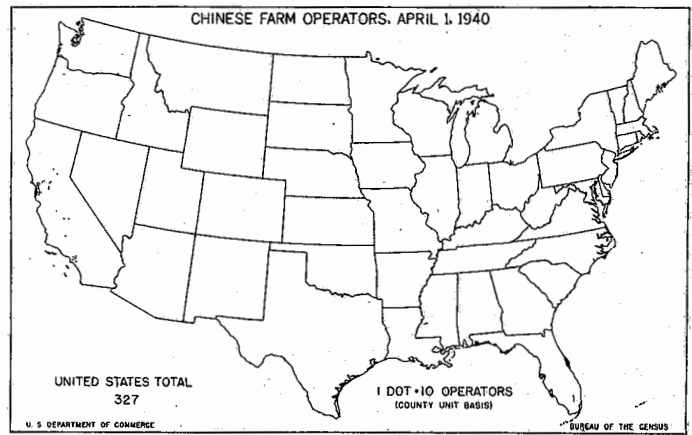 CHINESE FARM OPERATORS, APRIL 1, 1940
UNITED STATES TOTAL
327
1 DOT = 10 OPERATORS
(COUNTY UNIT BASIS)
U. S DEPARTMENT OF COMMERCE
BUREAU OF THE CENSUS